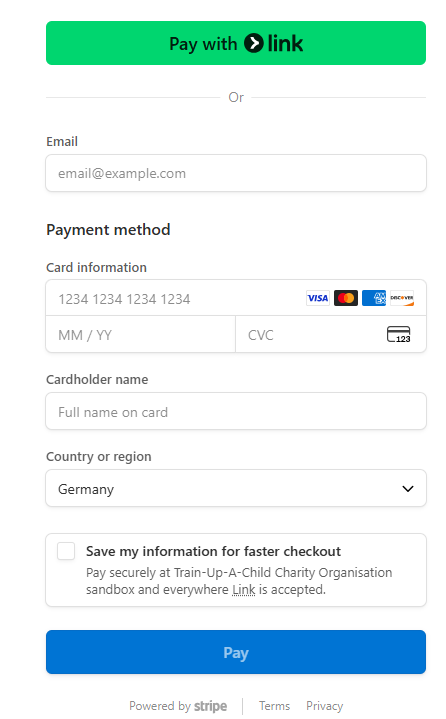 Pay with link
Or
Email
email@example.com
Payment method
Card information
1234 1234 1234 1234 VISA AMEX DISCOVER
MM / YY CVC 123
Cardholder name
Full name on card
Country or region
Germany
Save my information for faster checkout
Pay securely at Train-Up-A-Child Charity Organisation
sandbox and everywhere Link is accepted.
Pay
Powered by stripe Terms Privacy